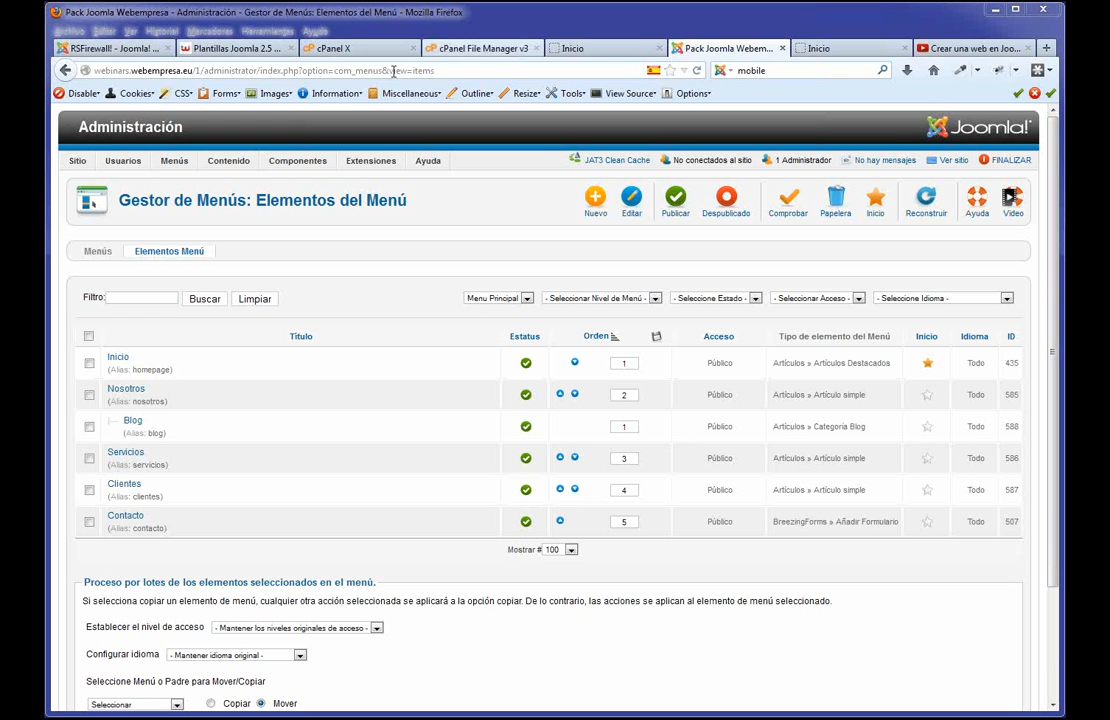 Pack Joomla Webempresa - Administración - Gestor de Menús: Elementos del Menú - Mozilla Firefox
Archivo Editar Ver Historial Marcadores Herramientas Ayuda
RSFirewall! - Joomla! ... × Plantillas Joomla 2.5 ... × cPanel X × cPanel File Manager v3 × Inicio × Pack Joomla Webem... × Inicio × Crear una web en Joo... × +
webinars.webempresa.eu/1/administrator/index.php?option=com_menus&view=items mobile
Disable Cookies CSS Forms Images Information Miscellaneous Outline Resize Tools View Source Options
Administración Joomla!
Sitio Usuarios Menús Contenido Componentes Extensiones Ayuda JAT3 Clean Cache No conectados al sitio 1 Administrador No hay mensajes Ver sitio FINALIZAR
Gestor de Menús: Elementos del Menú
Nuevo Editar Publicar Despublicado Comprobar Papelera Inicio Reconstruir Ayuda Video
Menús Elementos Menú
Filtro: Buscar Limpiar Menu Principal - Seleccionar Nivel de Menú - - Seleccione Estado - - Seleccionar Acceso - - Seleccione Idioma -
Título Estatus Orden Acceso Tipo de elemento del Menú Inicio Idioma ID
Inicio
(Alias: homepage) 1 Público Artículos » Artículos Destacados Todo 435
Nosotros
(Alias: nosotros) 2 Público Artículos » Artículo simple Todo 585
Blog
(Alias: blog) 1 Público Artículos » Categoría Blog Todo 588
Servicios
(Alias: servicios) 3 Público Artículos » Artículo simple Todo 586
Clientes
(Alias: clientes) 4 Público Artículos » Artículo simple Todo 587
Contacto
(Alias: contacto) 5 Público BreezingForms » Añadir Formulario Todo 507
Mostrar # 100
Proceso por lotes de los elementos seleccionados en el menú.
Si selecciona copiar un elemento de menú, cualquier otra acción seleccionada se aplicará a la opción copiar. De lo contrario, las acciones se aplican al elemento de menú seleccionado.
Establecer el nivel de acceso - Mantener los niveles originales de acceso -
Configurar idioma - Mantener idioma original -
Seleccione Menú o Padre para Mover/Copiar
Seleccionar Copiar Mover